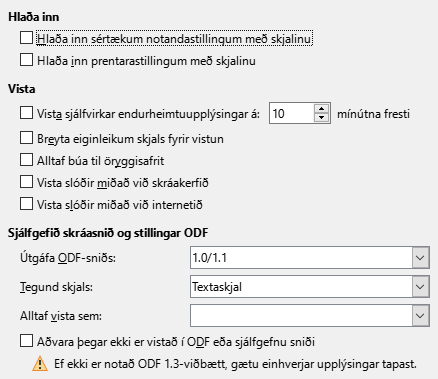 Hlaða inn
Hlaða inn sértækum notandastillingum með skjalinu
Hlaða inn prentarastillingum með skjalinu
Vista
Vista sjálfvirkar endurheimtuupplýsingar á: 10 mínútna fresti
Breyta eiginleikum skjals fyrir vistun
Alltaf búa til öryggisafrit
Vista slóðir miðað við skráakerfið
Vista slóðir miðað við internetið
Sjálfgefið skráasnið og stillingar ODF
Útgáfa ODF-sniðs: 1.0/1.1
Tegund skjals: Textaskjal
Alltaf vista sem:
Aðvara þegar ekki er vistað í ODF eða sjálfgefnu sniði
Ef ekki er notað ODF 1.3-viðbætt, gætu einhverjar upplýsingar tapast.